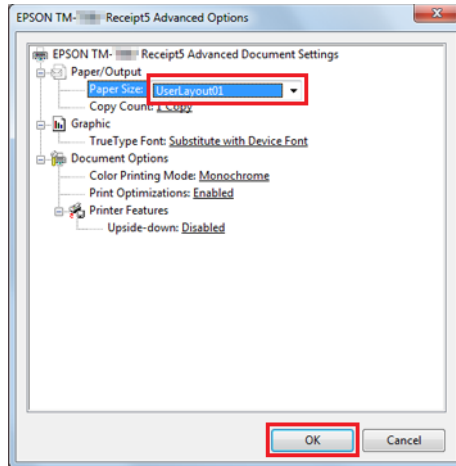 EPSON TM- Receipt5 Advanced Options
EPSON TM- Receipt5 Advanced Document Settings
Paper/Output
Paper Size: UserLayout01
Copy Count: 1 Copy
Graphic
TrueType Font: Substitute with Device Font
Document Options
Color Printing Mode: Monochrome
Print Optimizations: Enabled
Printer Features
Upside-down: Disabled
OK Cancel